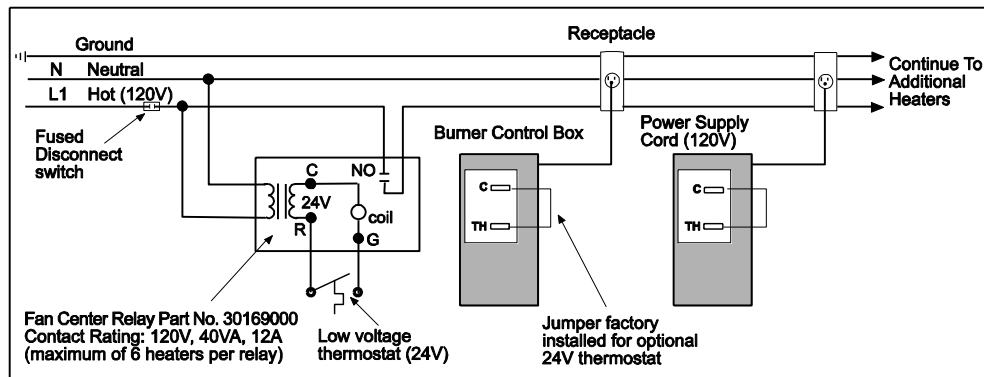 Ground
N Neutral
L1 Hot (120V)
Fused
Disconnect
switch
Receptacle
Continue To
Additional
Heaters
Burner Control Box
Power Supply
Cord (120V)
C
NO
24V
R
coil
G
C
TH
C
TH
Fan Center Relay Part No. 30169000
Contact Rating: 120V, 40VA, 12A
(maximum of 6 heaters per relay)
Low voltage
thermostat (24V)
Jumper factory
installed for optional
24V thermostat